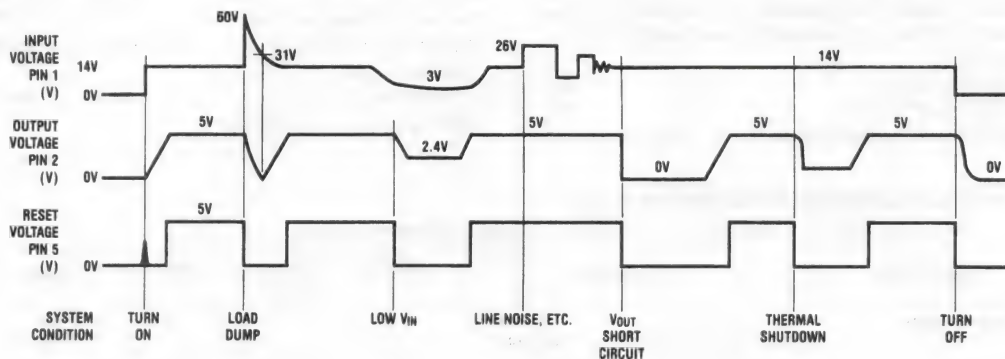 60V
INPUT
VOLTAGE
PIN 1
(V)
14V
0V
31V
3V
26V
14V
OUTPUT
VOLTAGE
PIN 2
(V)
0V
5V
2.4V
5V
0V
5V
5V
0V
RESET
VOLTAGE
PIN 5
(V)
0V
5V
SYSTEM
CONDITION
TURN
ON
LOAD
DUMP
LOW VIN
LINE NOISE, ETC.
VOUT
SHORT
CIRCUIT
THERMAL
SHUTDOWN
TURN
OFF